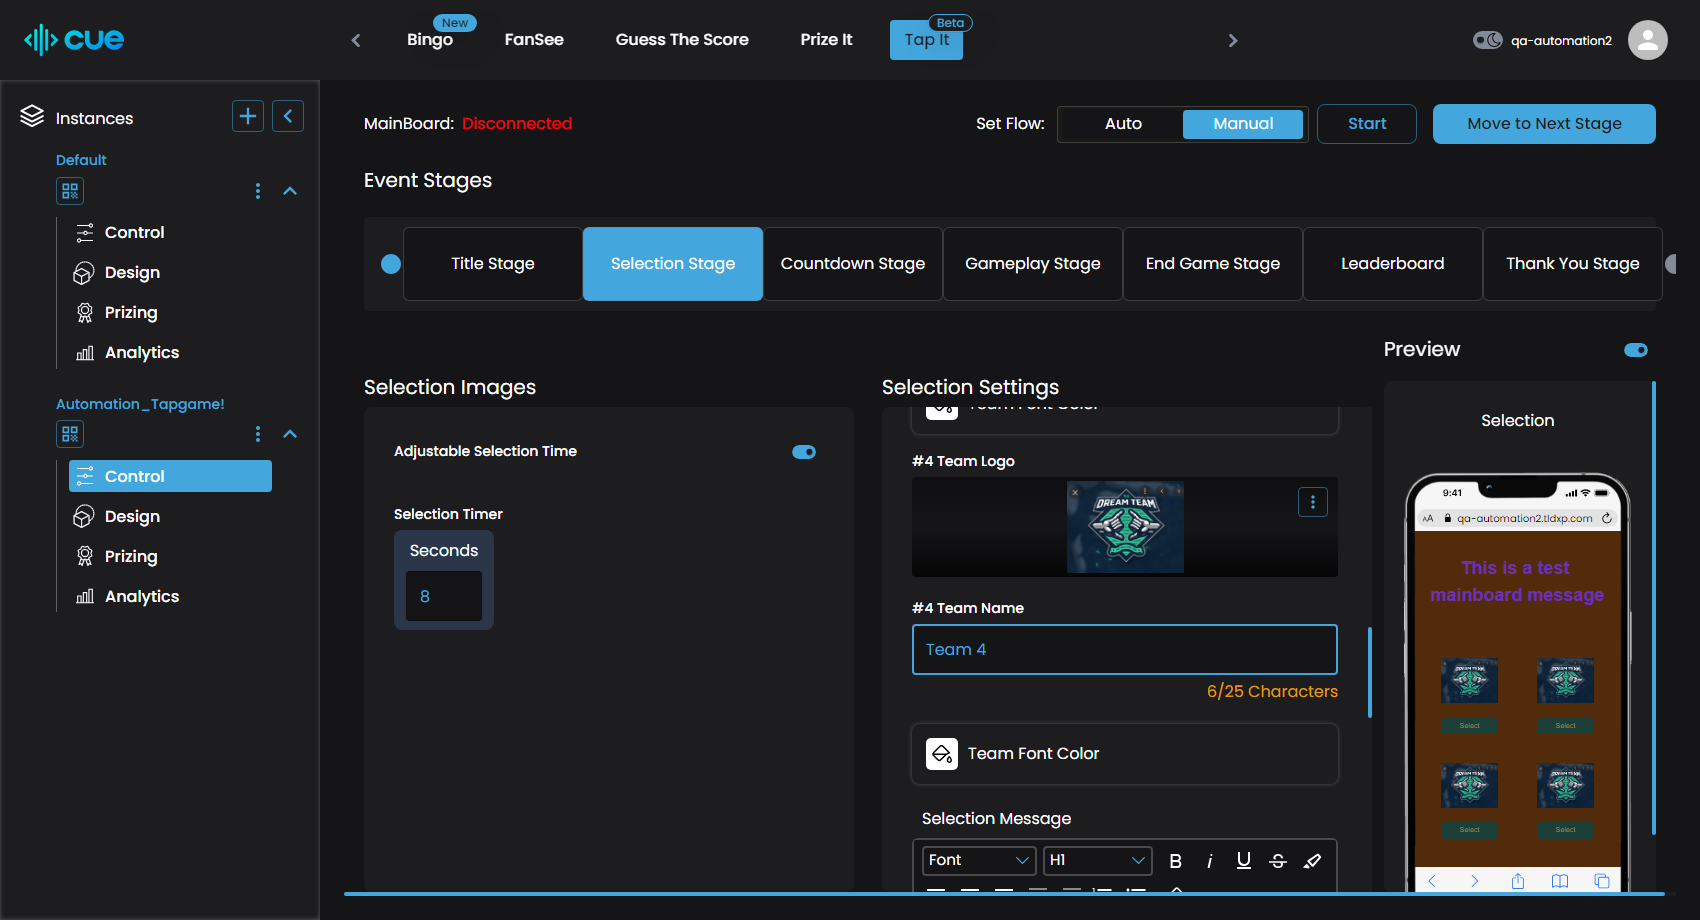 cue
Bingo
New
FanSee
Guess The Score
Prize It
Tap It
Beta
qa-automation2
Instances
Default
Control
Design
Prizing
Analytics
Automation_Tapgame!
Control
Design
Prizing
Analytics
MainBoard: Disconnected
Set Flow:
Auto
Manual
Start
Move to Next Stage
Event Stages
Title Stage
Selection Stage
Countdown Stage
Gameplay Stage
End Game Stage
Leaderboard
Thank You Stage
Selection Images
Adjustable Selection Time
Selection Timer
Seconds
8
Selection Settings
Team Font Color
#4 Team Logo
DREAM TEAM
#4 Team Name
Team 4
6/25 Characters
Team Font Color
Selection Message
Font
H1
B
i
U
S
Preview
Selection
9:41
AA
qa-automation2.tldxp.com
This is a test
mainboard message
DREAM TEAM
DREAM TEAM
Select
Select
DREAM TEAM
DREAM TEAM
Select
Select